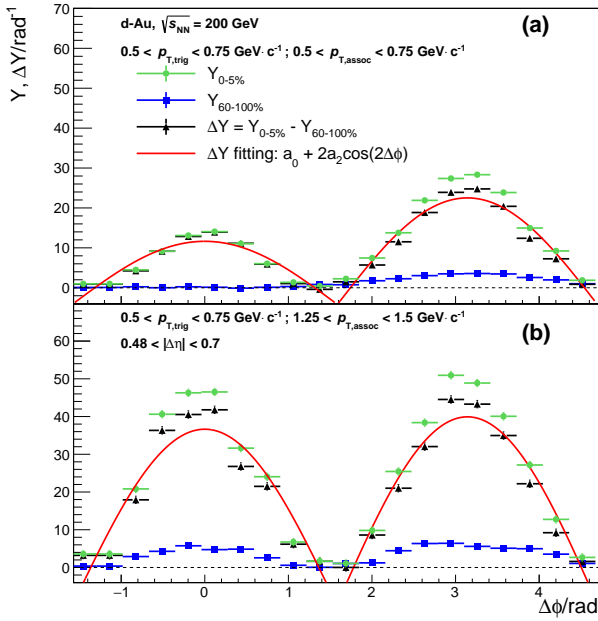 d-Au, √s_NN = 200 GeV
(a)
0.5 < p_T,trig < 0.75 GeV· c⁻¹ ; 0.5 < p_T,assoc < 0.75 GeV· c⁻¹
Y_0-5%
Y_60-100%
ΔY = Y_0-5% - Y_60-100%
ΔY fitting: a_0 + 2a_2cos(2Δϕ)
Y, ΔY/rad⁻¹
70
60
50
40
30
20
10
0
0.5 < p_T,trig < 0.75 GeV· c⁻¹ ; 1.25 < p_T,assoc < 1.5 GeV· c⁻¹
(b)
0.48 < |Δη| < 0.7
60
50
40
30
20
10
0
−1 0 1 2 3 4
Δϕ/rad